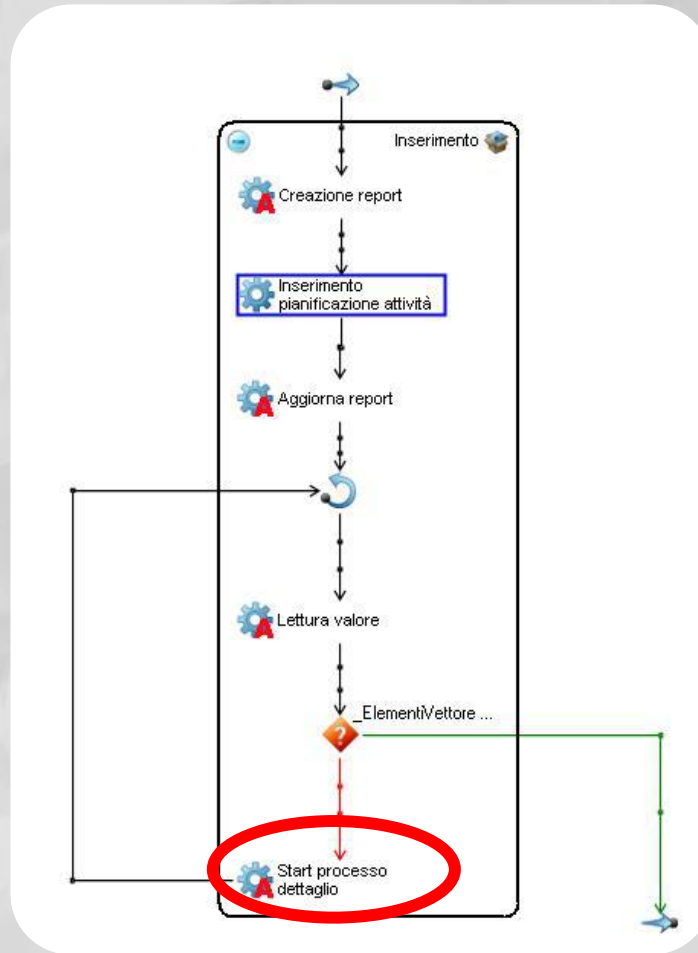 Inserimento
Creazione report
Inserimento
pianificazione attività
Aggiorna report
Lettura valore
_ElementiVettore ...
?
Start processo
dettaglio